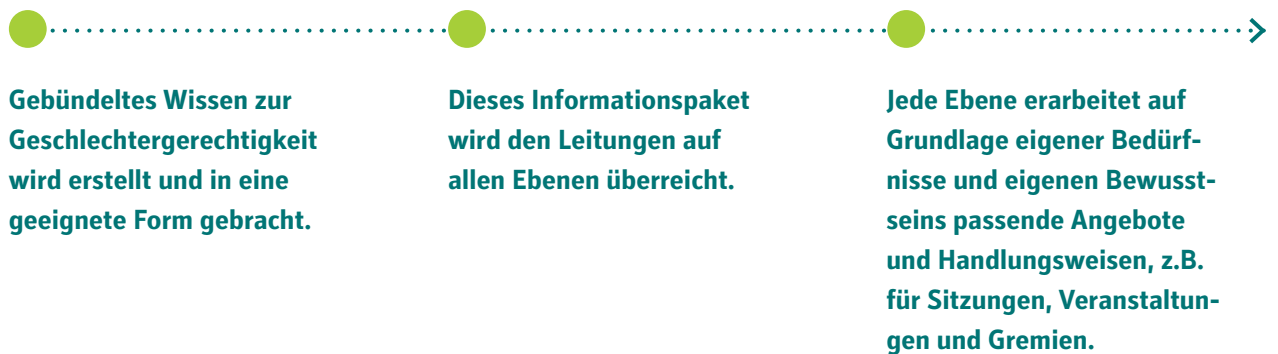 Gebündeltes Wissen zur
Geschlechtergerechtigkeit
wird erstellt und in eine
geeignete Form gebracht.
Dieses Informationspaket
wird den Leitungen auf
allen Ebenen überreicht.
Jede Ebene erarbeitet auf
Grundlage eigener Bedürf-
nisse und eigenen Bewusst-
seins passende Angebote
und Handlungsweisen, z.B.
für Sitzungen, Veranstaltun-
gen und Gremien.